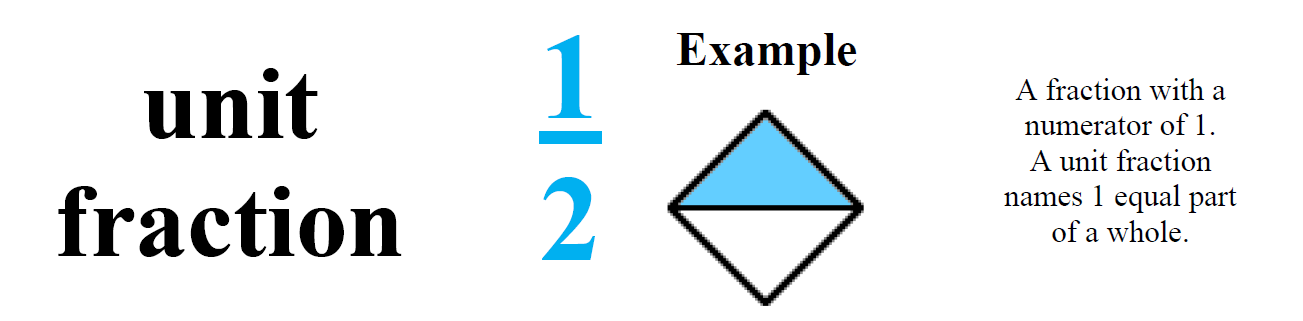 unit
fraction
1
2
Example
A fraction with a
numerator of 1.
A unit fraction
names 1 equal part
of a whole.